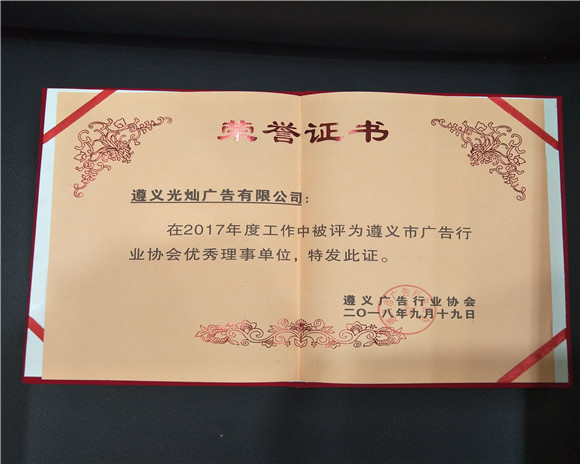 荣誉证书
遵义光灿广告有限公司：
在2017年度工作中被评为遵义市广告行
业协会优秀理事单位，特发此证。
遵义广告行业协会
二〇一八年九月十九日